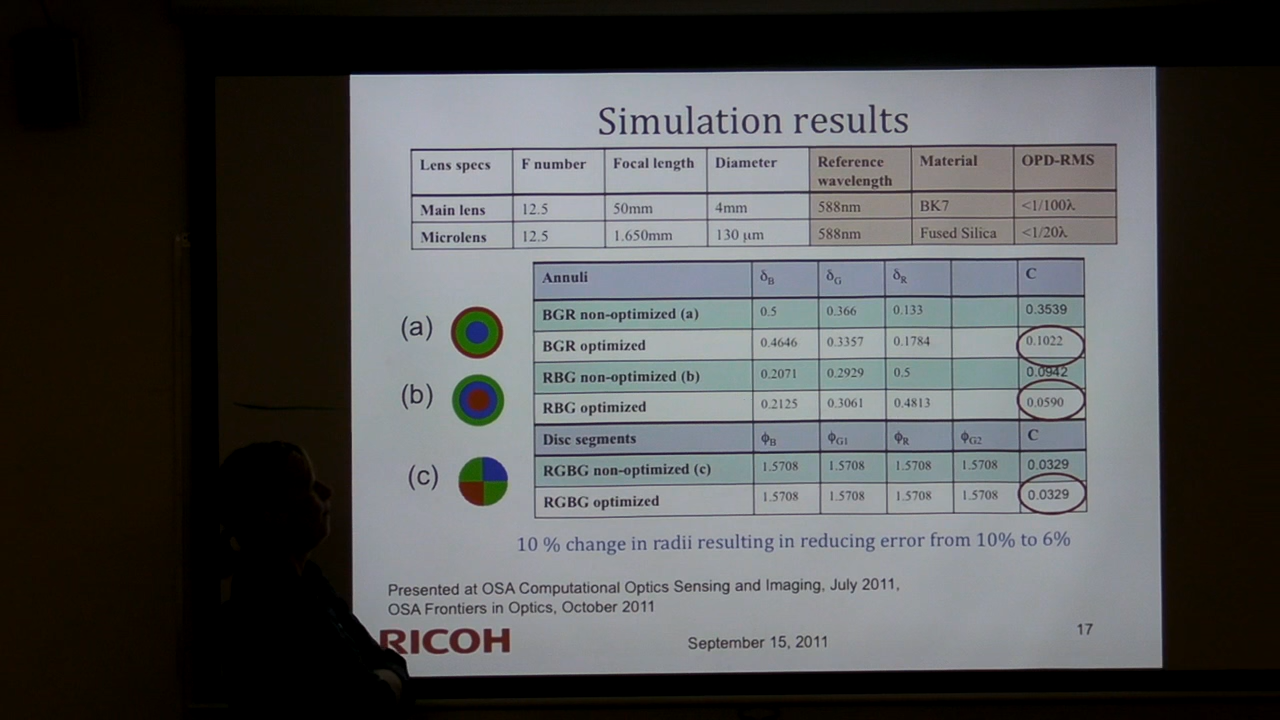 Simulation results
Lens specs F number Focal length Diameter Reference wavelength Material OPD-RMS
Main lens 12.5 50mm 4mm 588nm BK7 <1/100λ
Microlens 12.5 1.650mm 130 μm 588nm Fused Silica <1/20λ
Annuli δB δG δR C
(a) BGR non-optimized (a) 0.5 0.366 0.133 0.3539
BGR optimized 0.4646 0.3357 0.1784 0.1022
(b) RBG non-optimized (b) 0.2071 0.2929 0.5 0.0942
RBG optimized 0.2125 0.3061 0.4813 0.0590
Disc segments ϕB ϕG1 ϕR ϕG2 C
(c) RGBG non-optimized (c) 1.5708 1.5708 1.5708 1.5708 0.0329
RGBG optimized 1.5708 1.5708 1.5708 1.5708 0.0329
10 % change in radii resulting in reducing error from 10% to 6%
Presented at OSA Computational Optics Sensing and Imaging, July 2011,
OSA Frontiers in Optics, October 2011
RICOH September 15, 2011 17